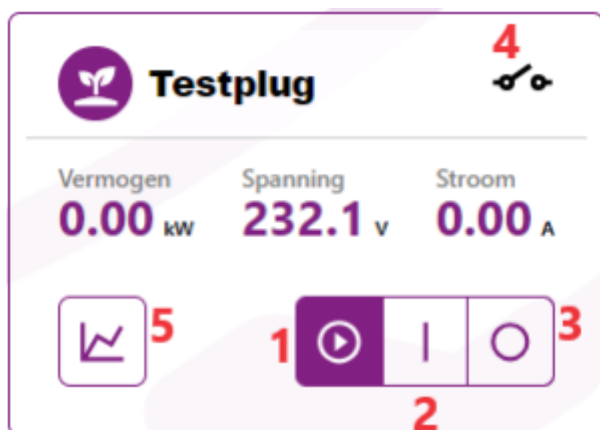 4
Testplug
Vermogen Spanning Stroom
0.00 kW 232.1 V 0.00 A
5
1
3
2